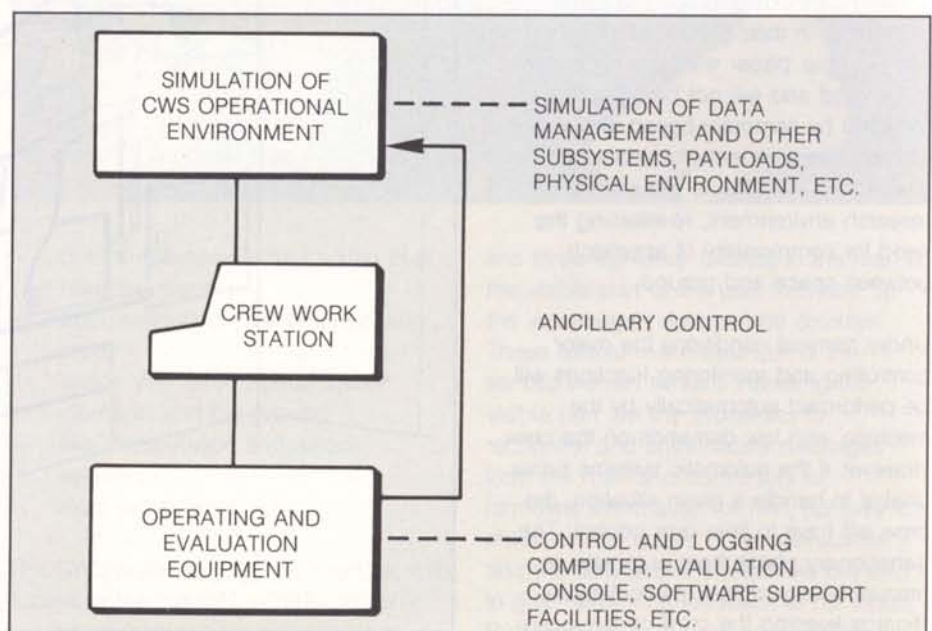 SIMULATION OF
CWS OPERATIONAL
ENVIRONMENT
SIMULATION OF DATA
MANAGEMENT AND OTHER
SUBSYSTEMS, PAYLOADS,
PHYSICAL ENVIRONMENT, ETC.
CREW WORK
STATION
ANCILLARY CONTROL
OPERATING AND
EVALUATION
EQUIPMENT
CONTROL AND LOGGING
COMPUTER, EVALUATION
CONSOLE, SOFTWARE SUPPORT
FACILITIES, ETC.